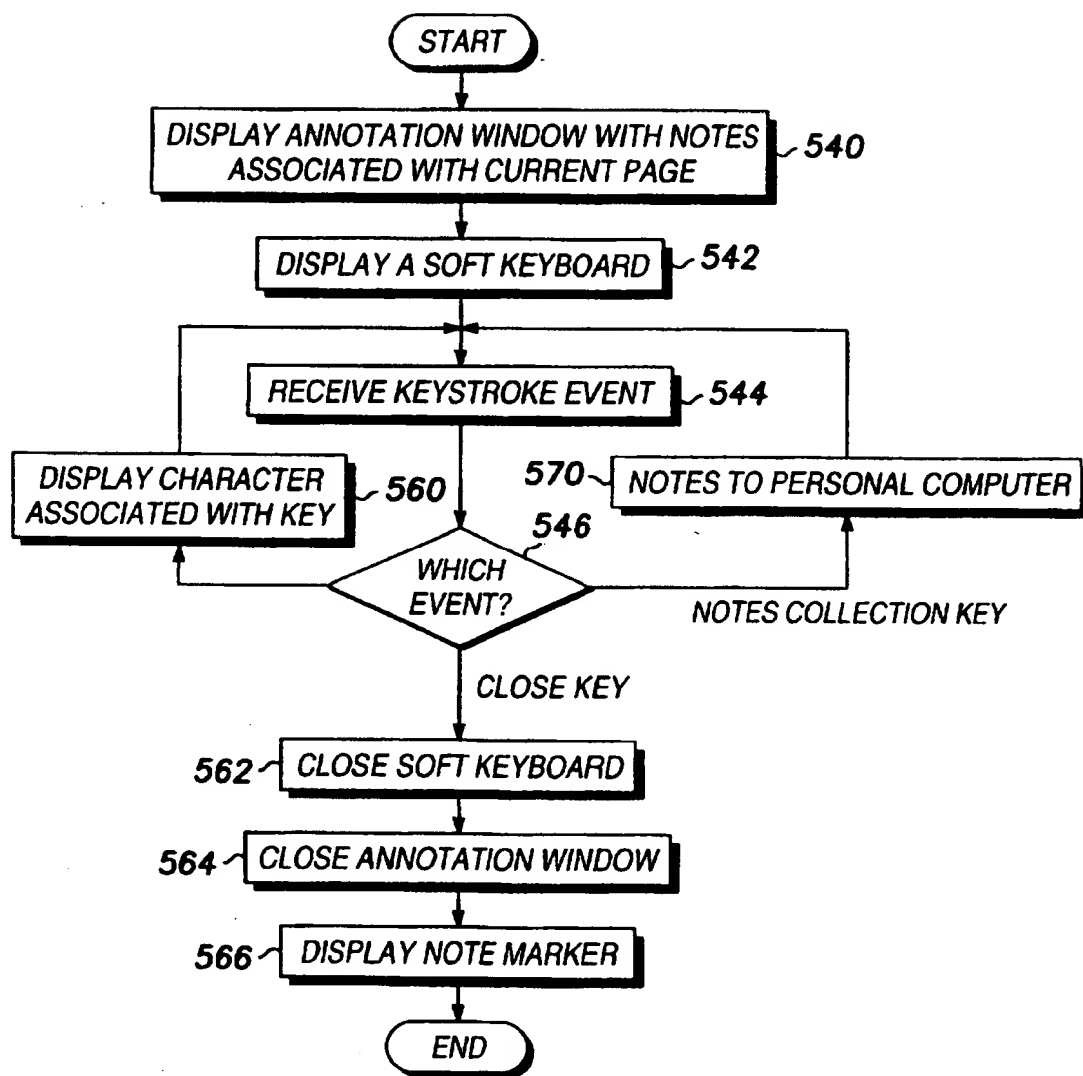 START
DISPLAY ANNOTATION WINDOW WITH NOTES
ASSOCIATED WITH CURRENT PAGE
540
DISPLAY A SOFT KEYBOARD
542
RECEIVE KEYSTROKE EVENT
544
DISPLAY CHARACTER
ASSOCIATED WITH KEY
560
570
NOTES TO PERSONAL COMPUTER
546
WHICH
EVENT?
NOTES COLLECTION KEY
CLOSE KEY
562
CLOSE SOFT KEYBOARD
564
CLOSE ANNOTATION WINDOW
566
DISPLAY NOTE MARKER
END